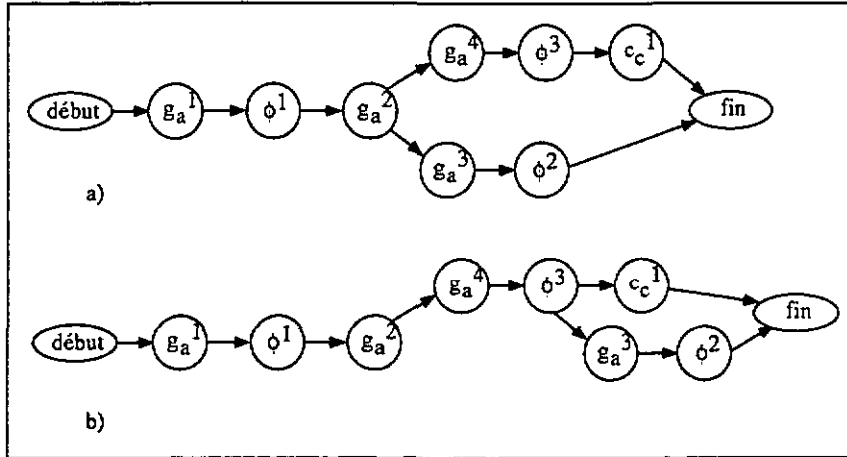 g_a^4 ϕ^3 c_c^1
début g_a^1 ϕ^1 g_a^2 fin
g_a^3 ϕ^2
a)
g_a^4 ϕ^3 c_c^1
début g_a^1 ϕ^1 g_a^2 fin
g_a^3 ϕ^2
b)